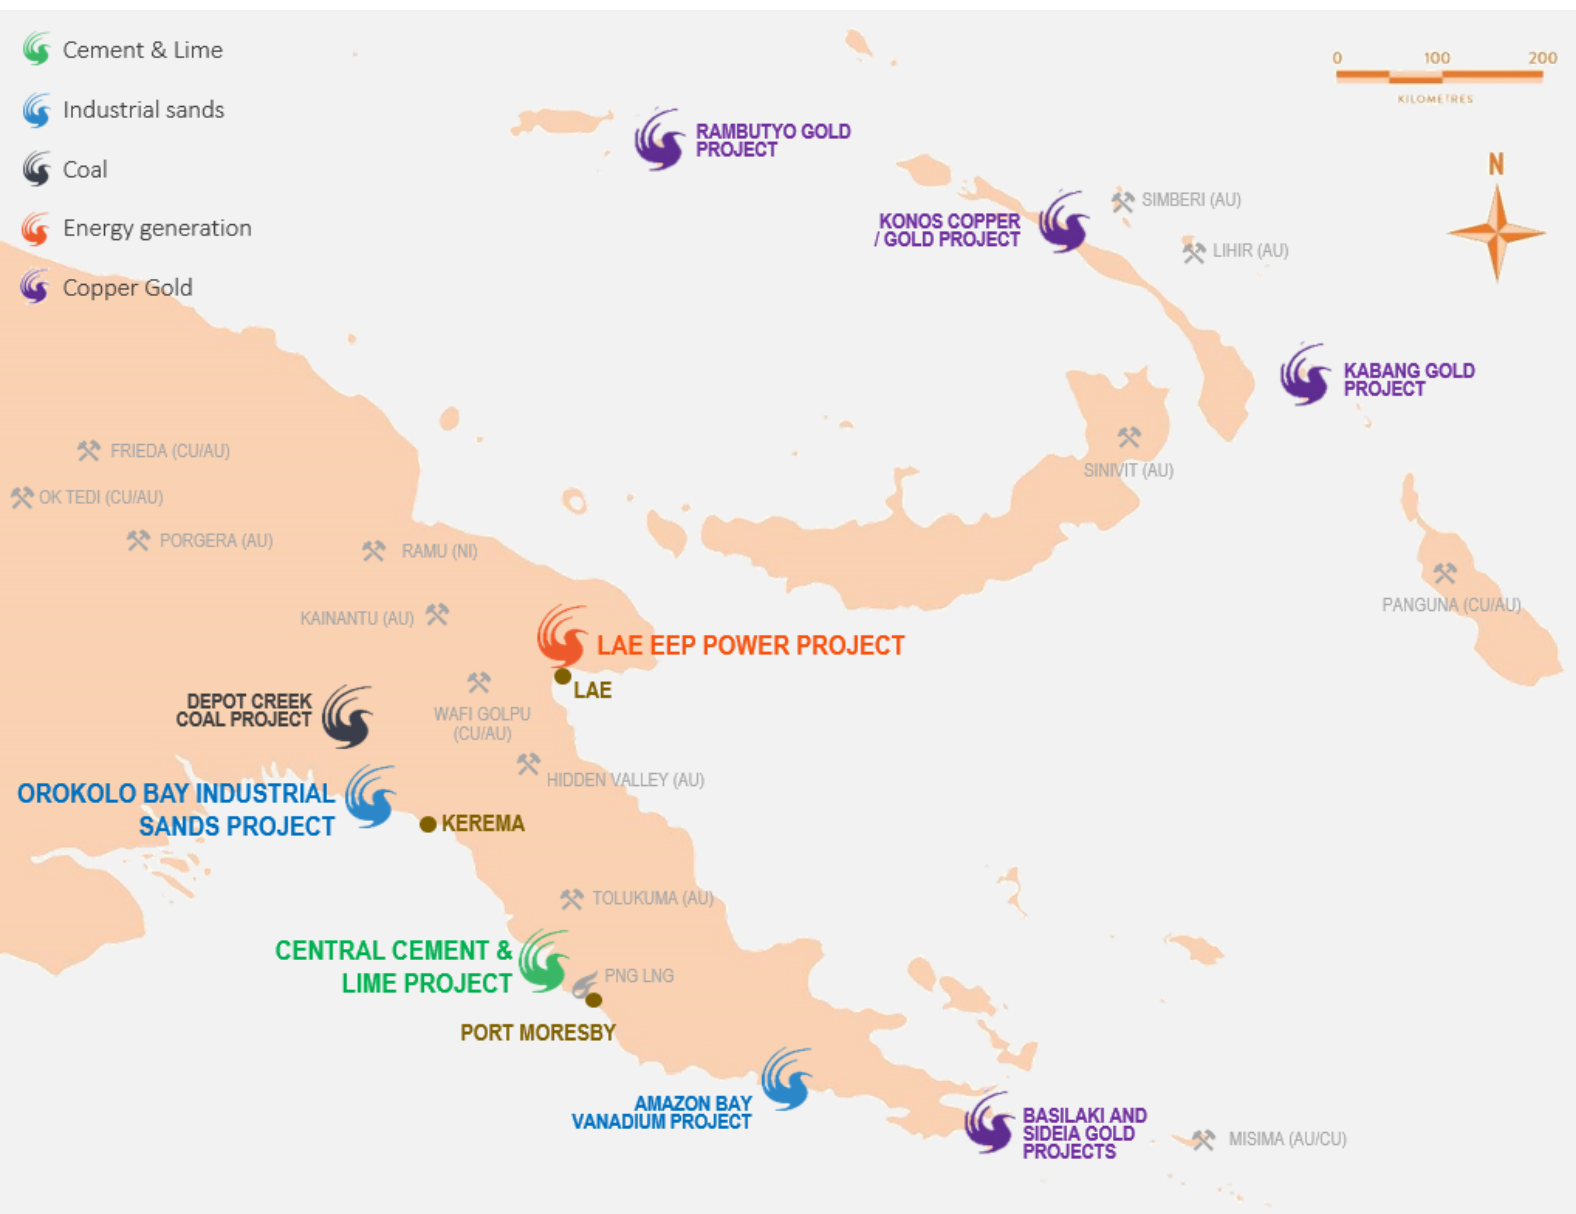 Cement & Lime
Industrial sands
Coal
Energy generation
Copper Gold
0 100 200
KILOMETRES
N
RAMBUTYO GOLD
PROJECT
KONOS COPPER
/ GOLD PROJECT
SIMBERI (AU)
LIHIR (AU)
KABANG GOLD
PROJECT
FRIEDA (CU/AU)
OK TEDI (CU/AU)
PORGERA (AU)
RAMU (NI)
SINIVIT (AU)
KAINANTU (AU)
PANGUNA (CU/AU)
LAE EEP POWER PROJECT
LAE
DEPOT CREEK
COAL PROJECT
WAFI GOLPU
(CU/AU)
HIDDEN VALLEY (AU)
OROKOLO BAY INDUSTRIAL
SANDS PROJECT
KEREMA
TOLUKUMA (AU)
CENTRAL CEMENT &
LIME PROJECT
PNG LNG
PORT MORESBY
AMAZON BAY
VANADIUM PROJECT
BASILAKI AND
SIDEIA GOLD
PROJECTS
MISIMA (AU/CU)